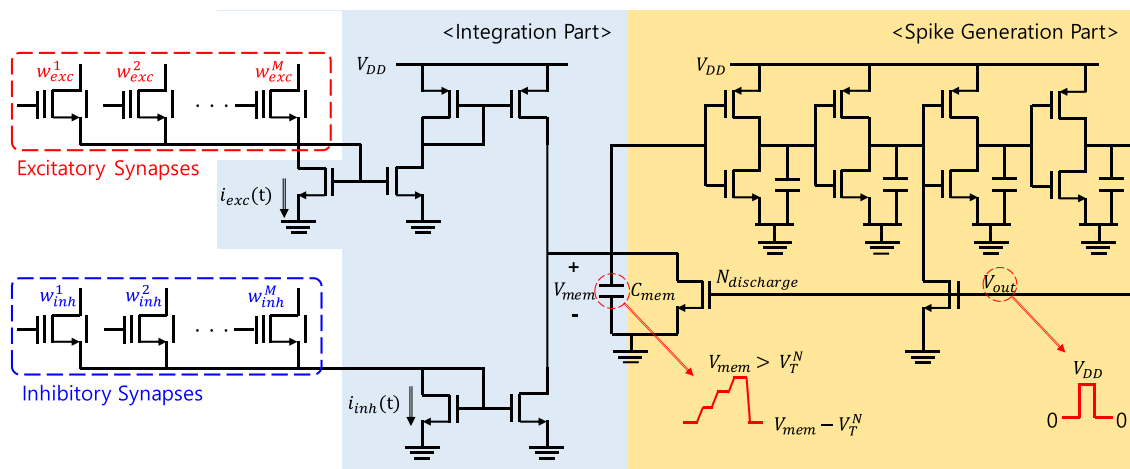 <Integration Part>
<Spike Generation Part>
w_exc^1 w_exc^2 w_exc^M
. . .
Excitatory Synapses
V_DD
V_DD
i_exc(t)
w_inh^1 w_inh^2 w_inh^M
. . .
Inhibitory Synapses
i_inh(t)
+
V_mem
-
C_mem
N_discharge
V_out
V_mem > V_T^N
V_mem − V_T^N
V_DD
0 0